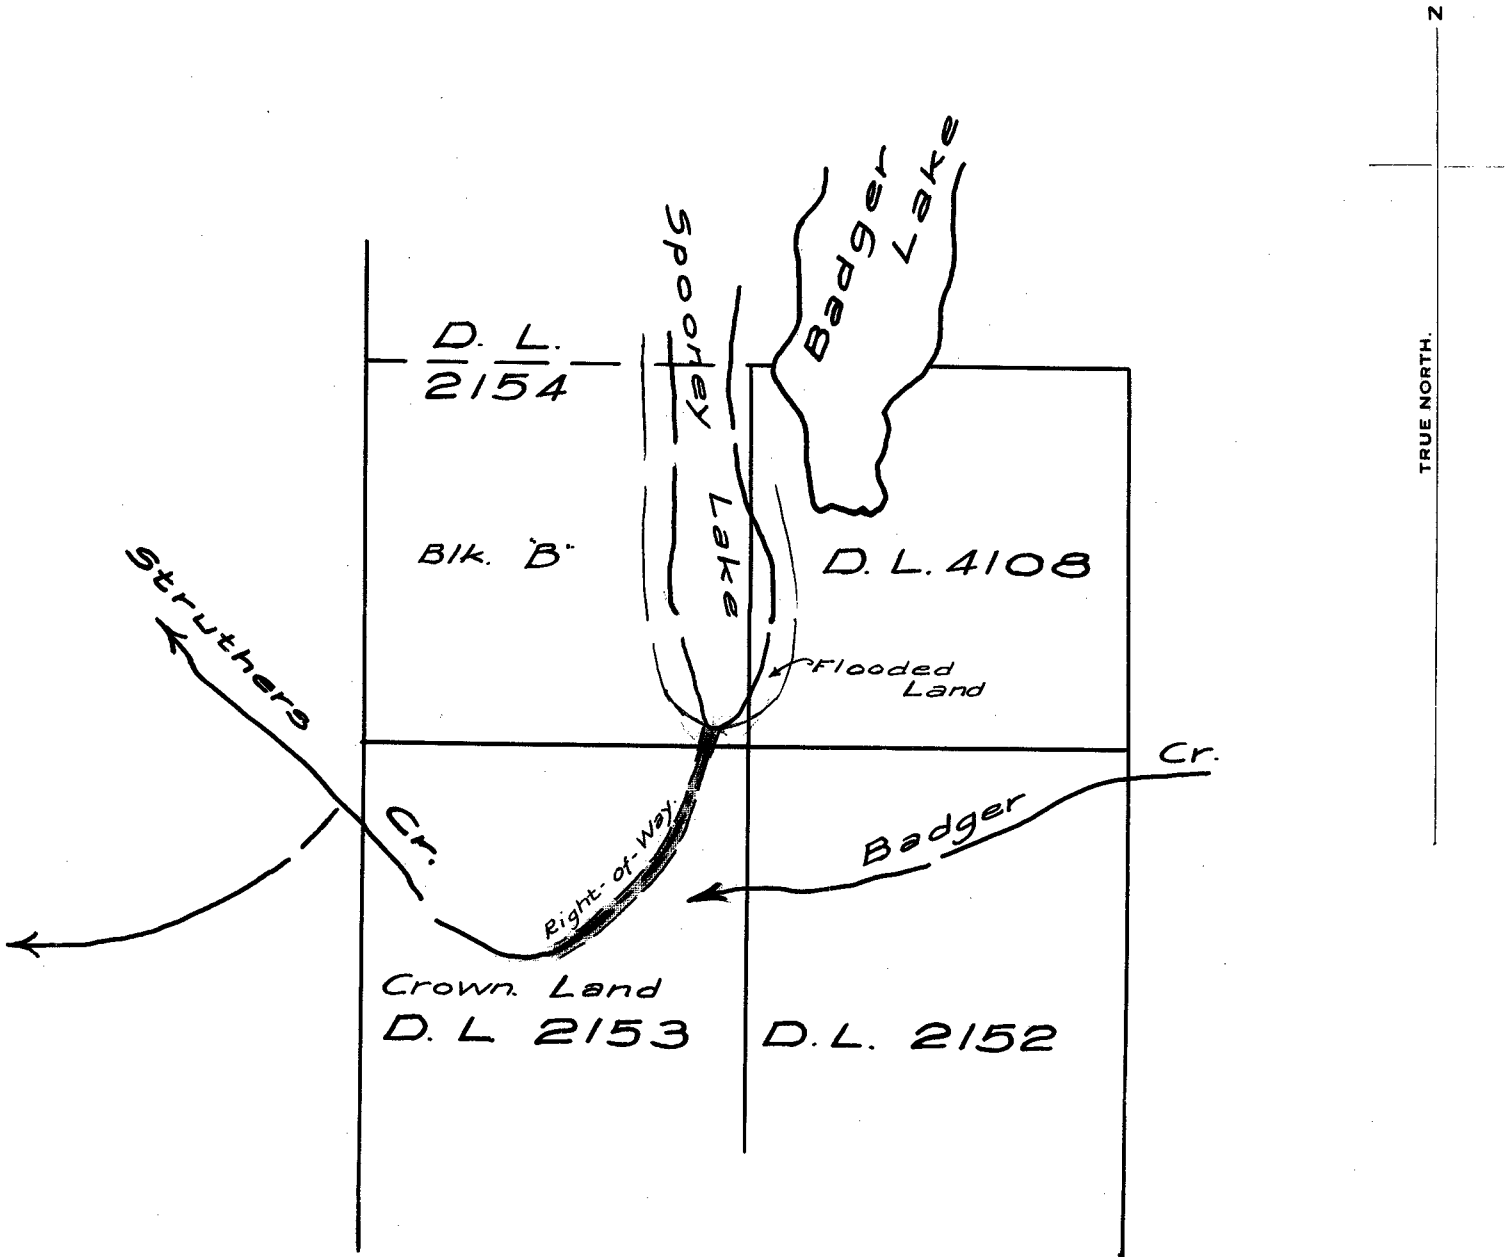 N
TRUE NORTH.
Badger
Lake
Spooney
Lake
D. L.
2154
Blk. "B"
D. L. 4108
Struthers
Cr.
Flooded
Land
Cr.
Badger
Right-of-Way.
Crown. Land
D. L 2153
D. L. 2152